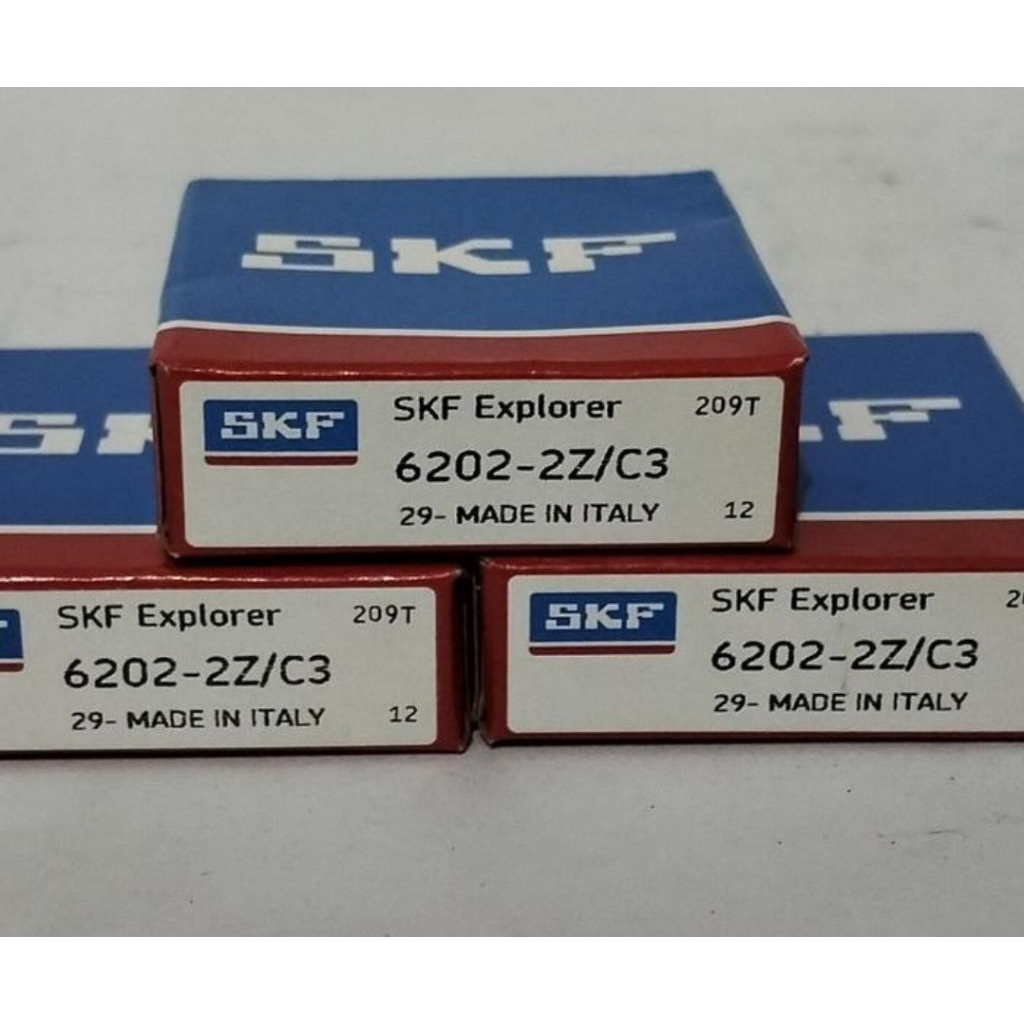 SKF
SKF
SKF Explorer 209T
6202-2Z/C3
29- MADE IN ITALY 12
SKF Explorer 209T
6202-2Z/C3
29- MADE IN ITALY 12
SKF
SKF Explorer
6202-2Z/C3
29- MADE IN ITALY